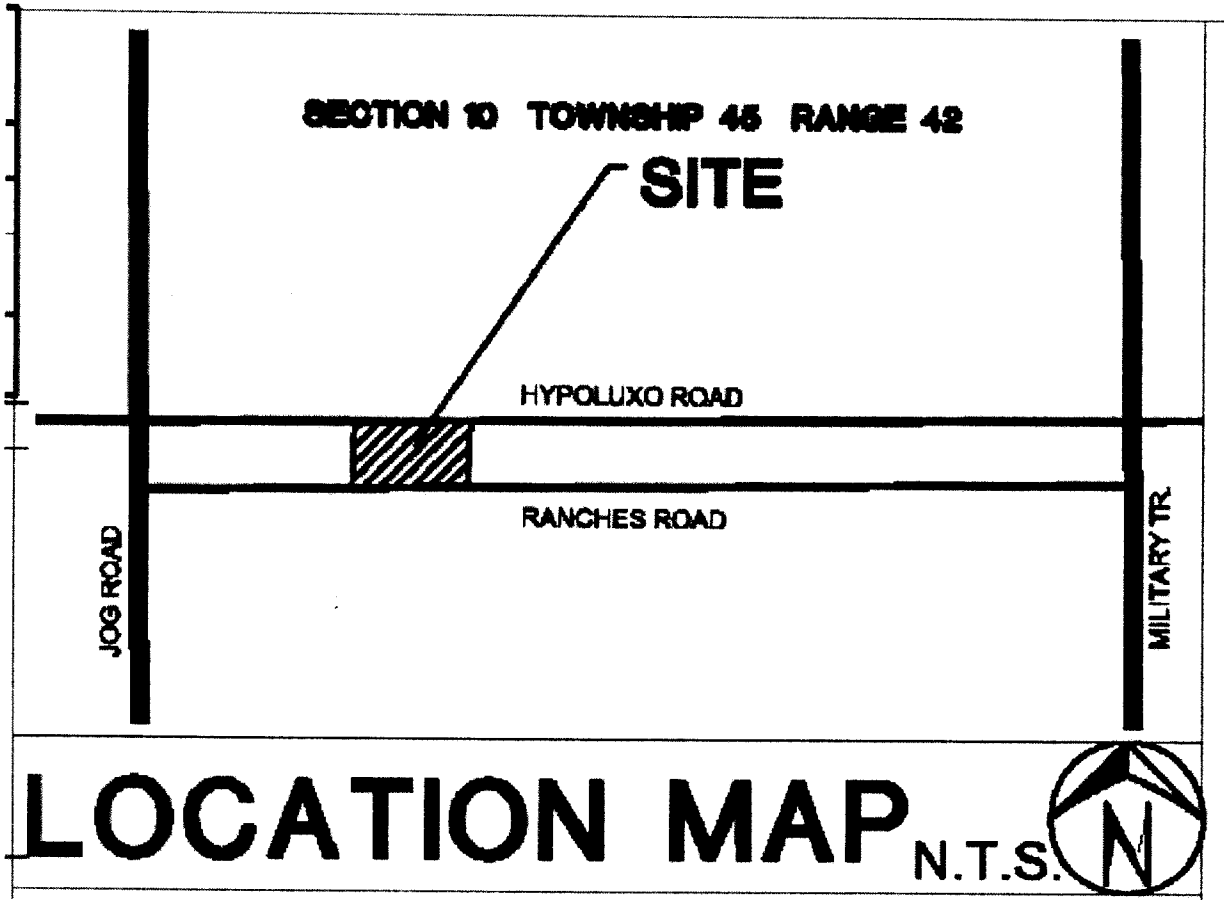 SECTION 10 TOWNSHIP 45 RANGE 42
SITE
HYPOLUXO ROAD
RANCHES ROAD
JOG ROAD
MILITARY TR.
LOCATION MAP N.T.S.
N